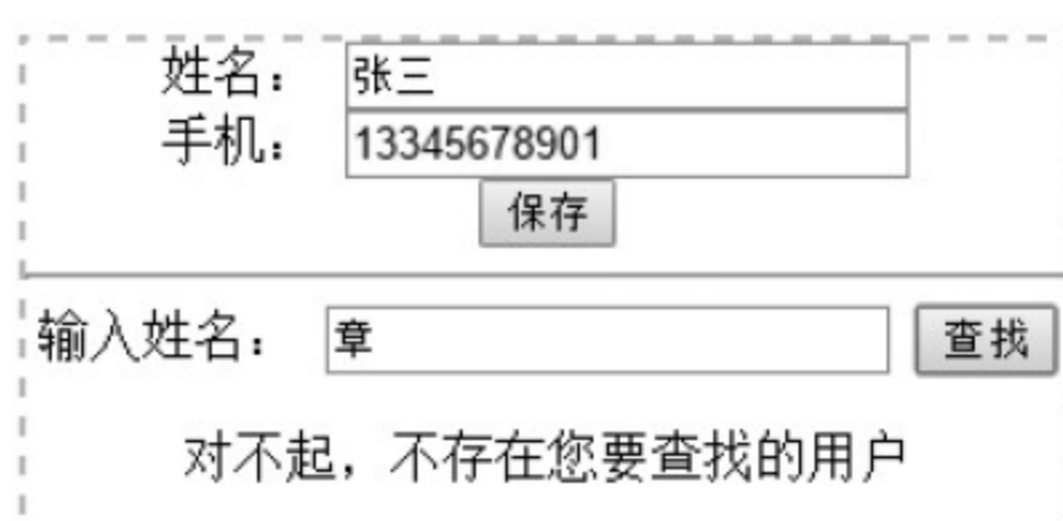 姓名： 张三
手机： 13345678901
保存
输入姓名： 章 查找
对不起，不存在您要查找的用户